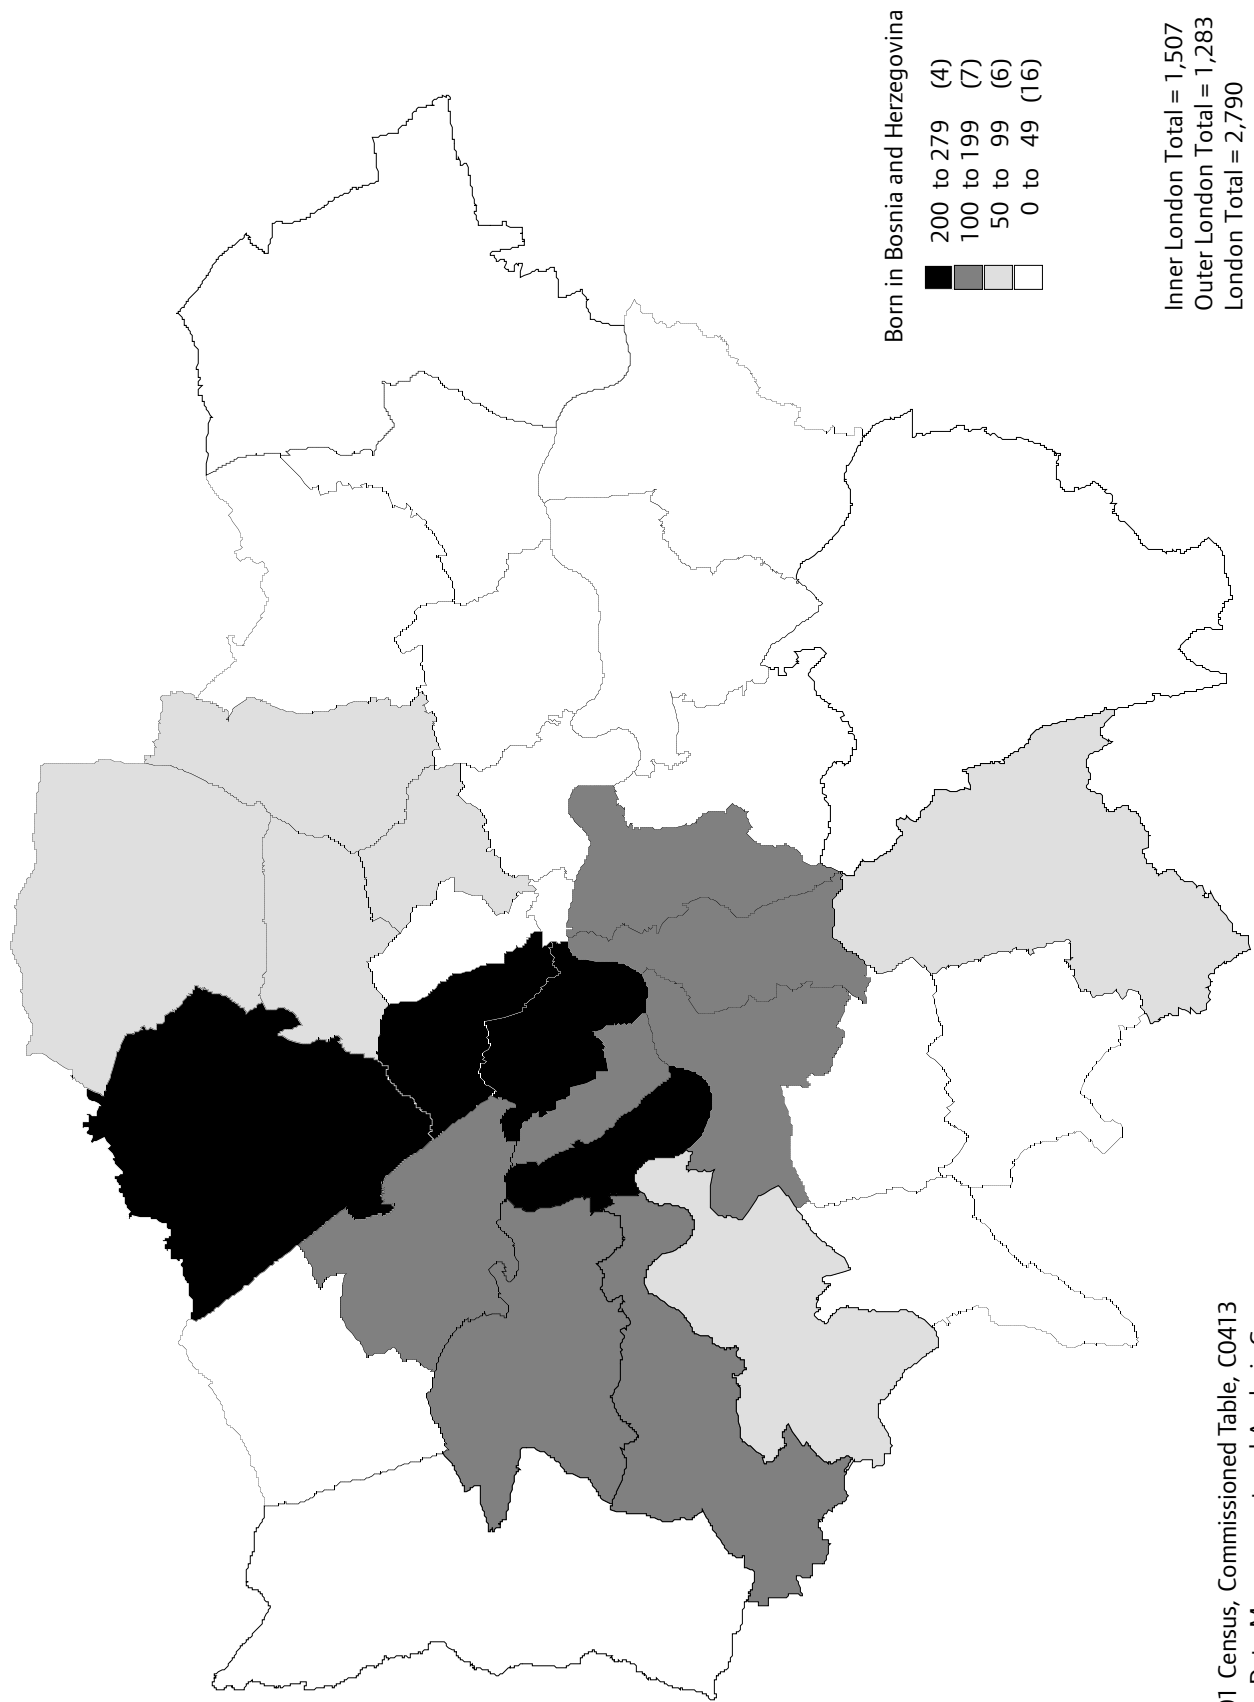 Born in Bosnia and Herzegovina
200 to 279 (4)
100 to 199 (7)
50 to 99 (6)
0 to 49 (16)
Inner London Total = 1,507
Outer London Total = 1,283
London Total = 2,790
Census, Commissioned Table, C0413